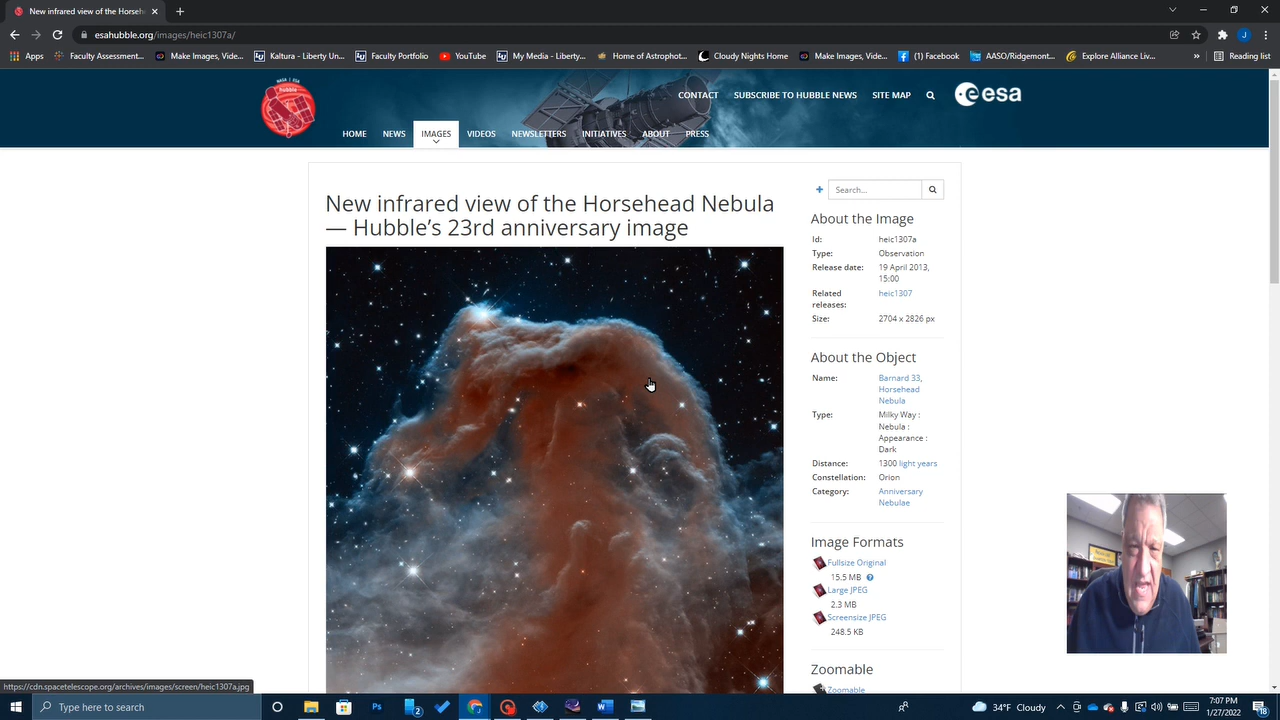 New infrared view of the Horseh
esahubble.org/images/heic1307a/
Apps
Faculty Assessment...
Make Images, Vide...
Kaltura - Liberty Un...
Faculty Portfolio
YouTube
My Media - Liberty...
Home of Astrophot...
Cloudy Nights Home
Make Images, Vide...
(1) Facebook
AASO/Ridgemont...
Explore Alliance Liv...
»
Reading list
J
NASA | ESA
hubble
CONTACT
SUBSCRIBE TO HUBBLE NEWS
SITE MAP
esa
HOME
NEWS
IMAGES
VIDEOS
NEWSLETTERS
INITIATIVES
ABOUT
PRESS
New infrared view of the Horsehead Nebula
— Hubble’s 23rd anniversary image
Search...
About the Image
Id: heic1307a
Type: Observation
Release date: 19 April 2013,
15:00
Related heic1307
releases:
Size: 2704 x 2826 px
About the Object
Name: Barnard 33,
Horsehead
Nebula
Type: Milky Way :
Nebula :
Appearance :
Dark
Distance: 1300 light years
Constellation: Orion
Category: Anniversary
Nebulae
Image Formats
Fullsize Original
15.5 MB ?
Large JPEG
2.3 MB
Screensize JPEG
248.5 KB
Zoomable
Zoomable
https://cdn.spacetelescope.org/archives/images/screen/heic1307a.jpg
Type here to search
Ps
2
W
34°F Cloudy
7:07 PM
1/27/2022
18